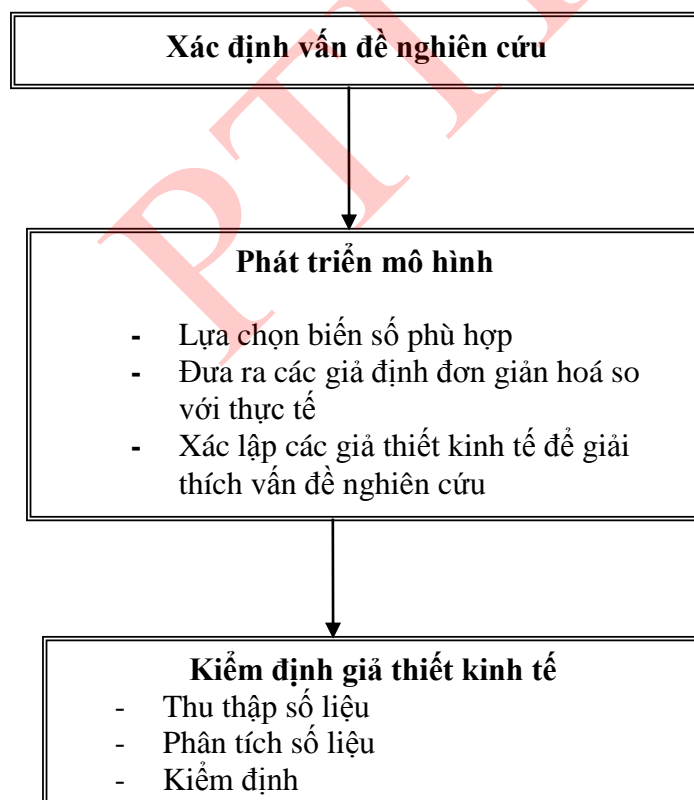 Xác định vấn đề nghiên cứu
Phát triển mô hình
- Lựa chọn biến số phù hợp
- Đưa ra các giả định đơn giản hoá so
với thực tế
- Xác lập các giả thiết kinh tế để giải
thích vấn đề nghiên cứu
Kiểm định giả thiết kinh tế
- Thu thập số liệu
- Phân tích số liệu
- Kiểm định